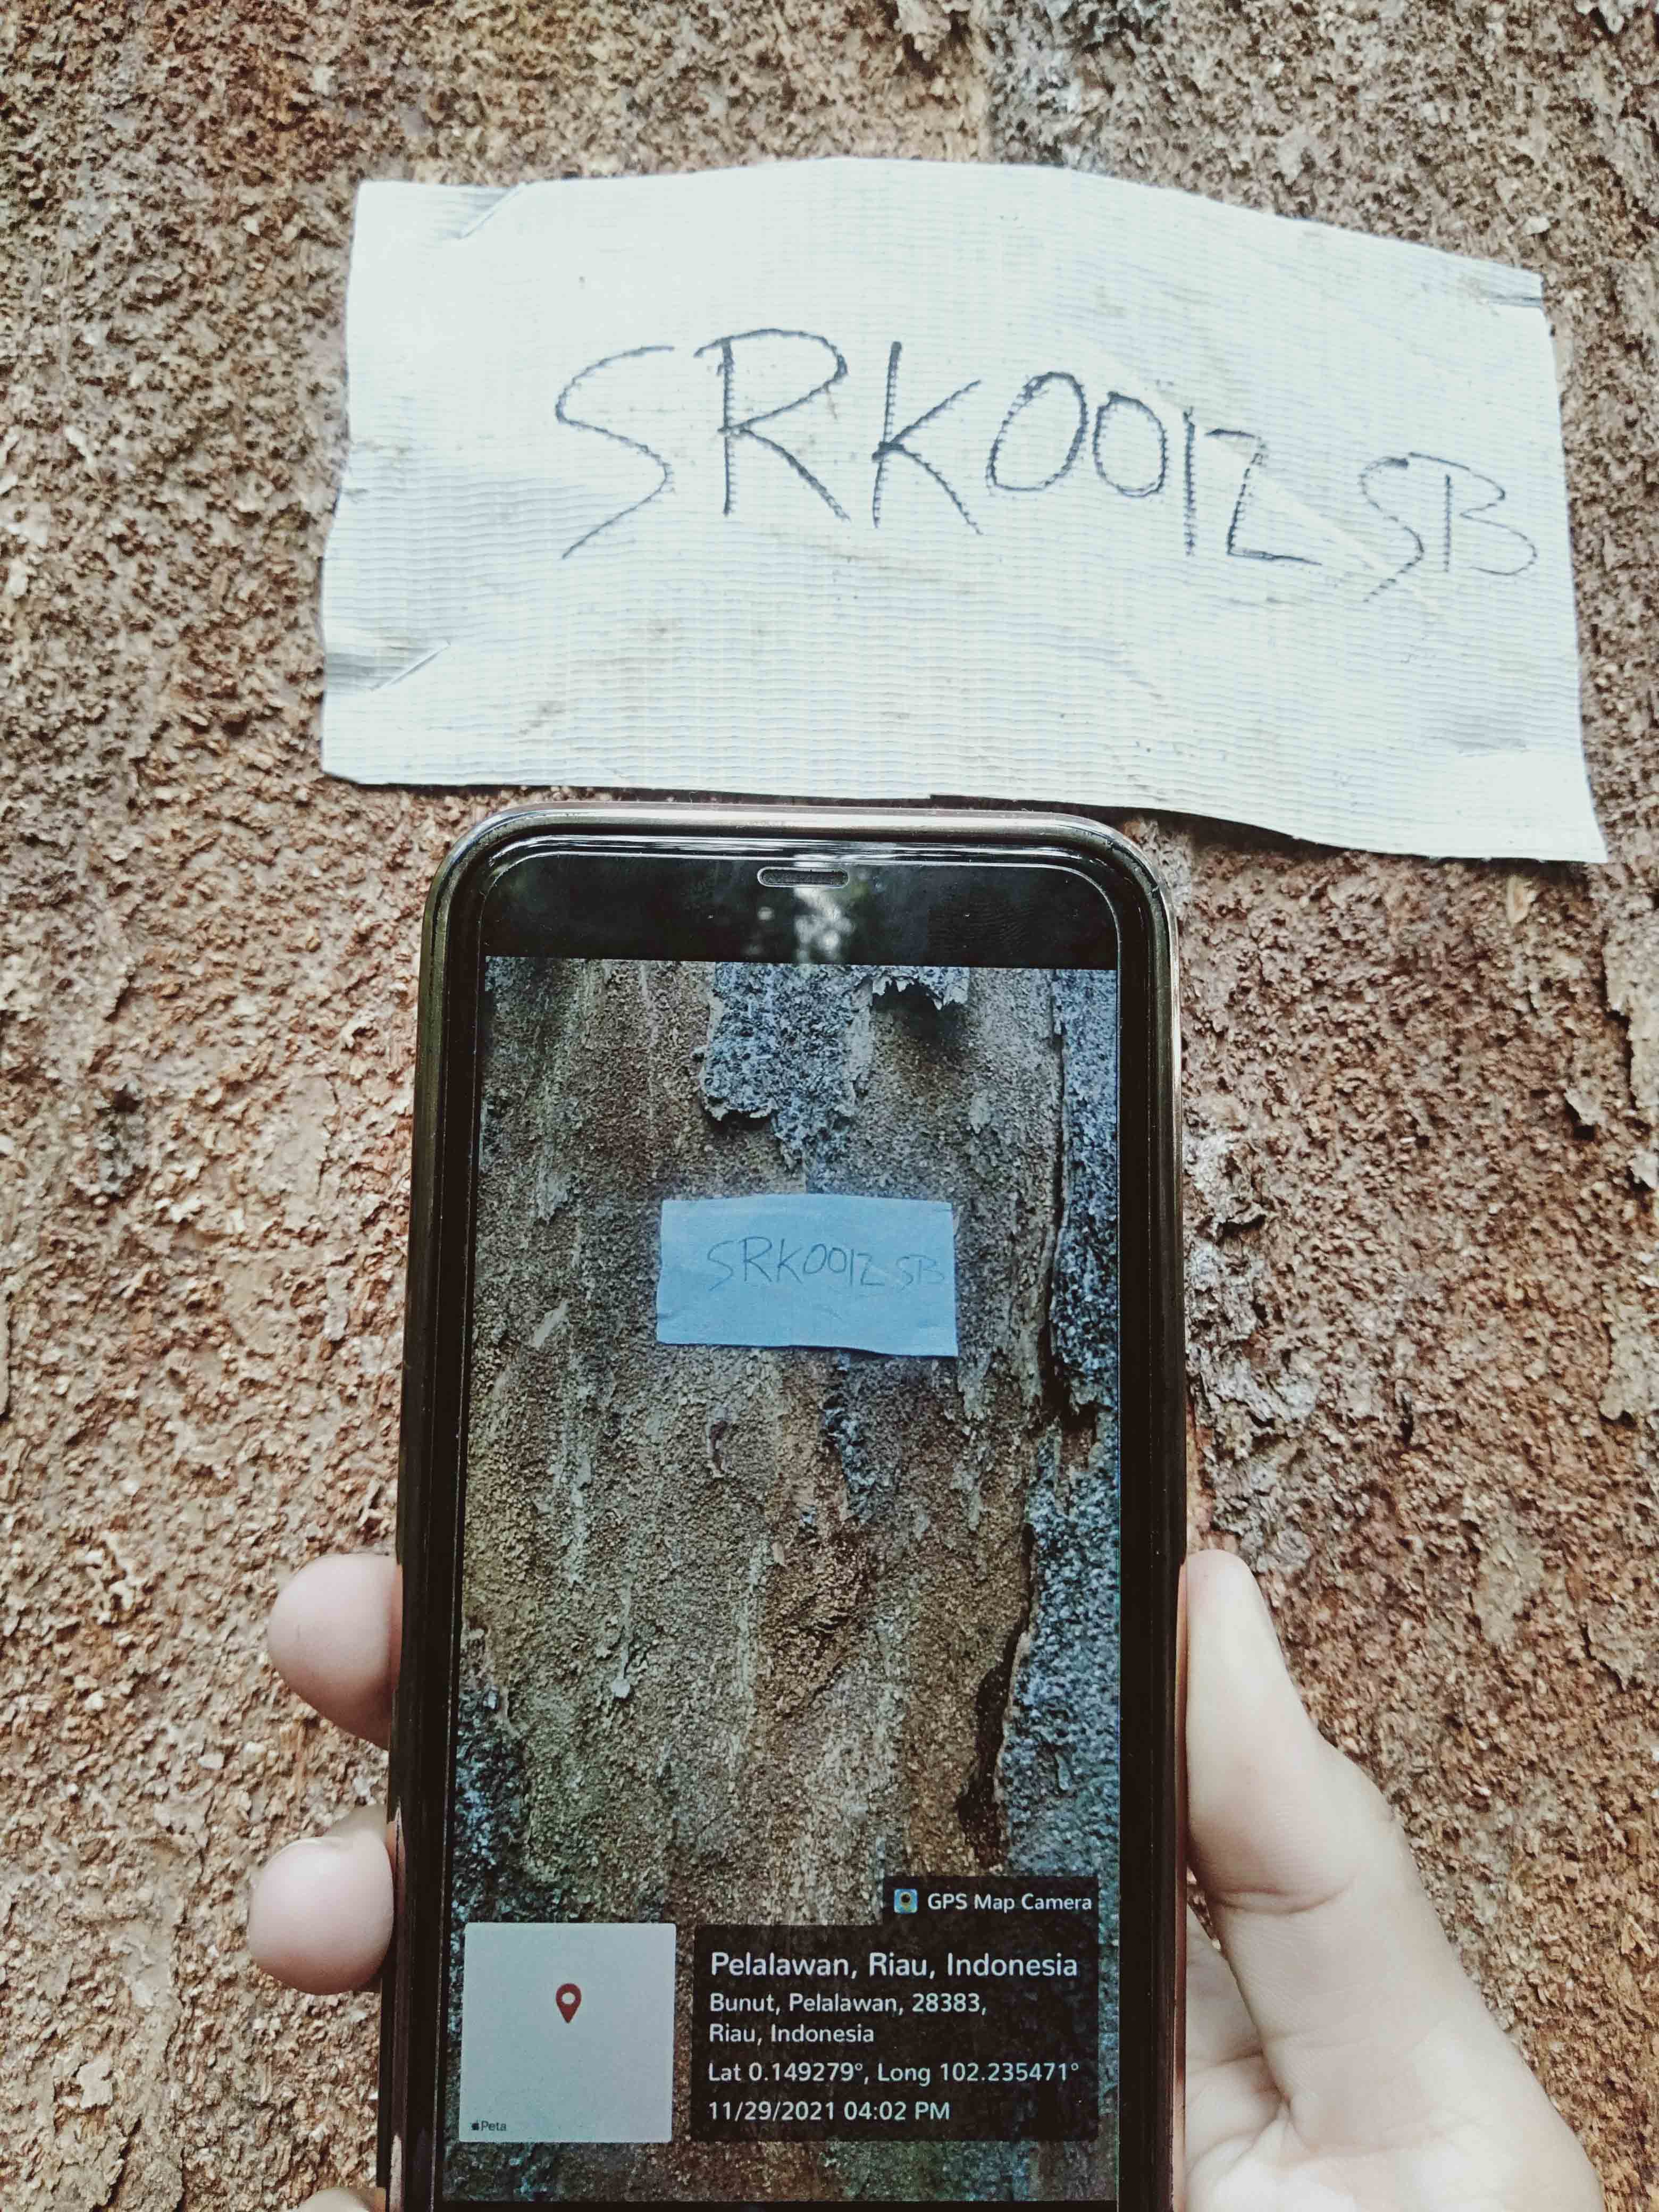 SRK0012 SB
SRK0012 SB
GPS Map Camera
Pelalawan, Riau, Indonesia
Bunut, Pelalawan, 28383,
Riau, Indonesia
Lat 0.149279°, Long 102.235471°
11/29/2021 04:02 PM
Peta